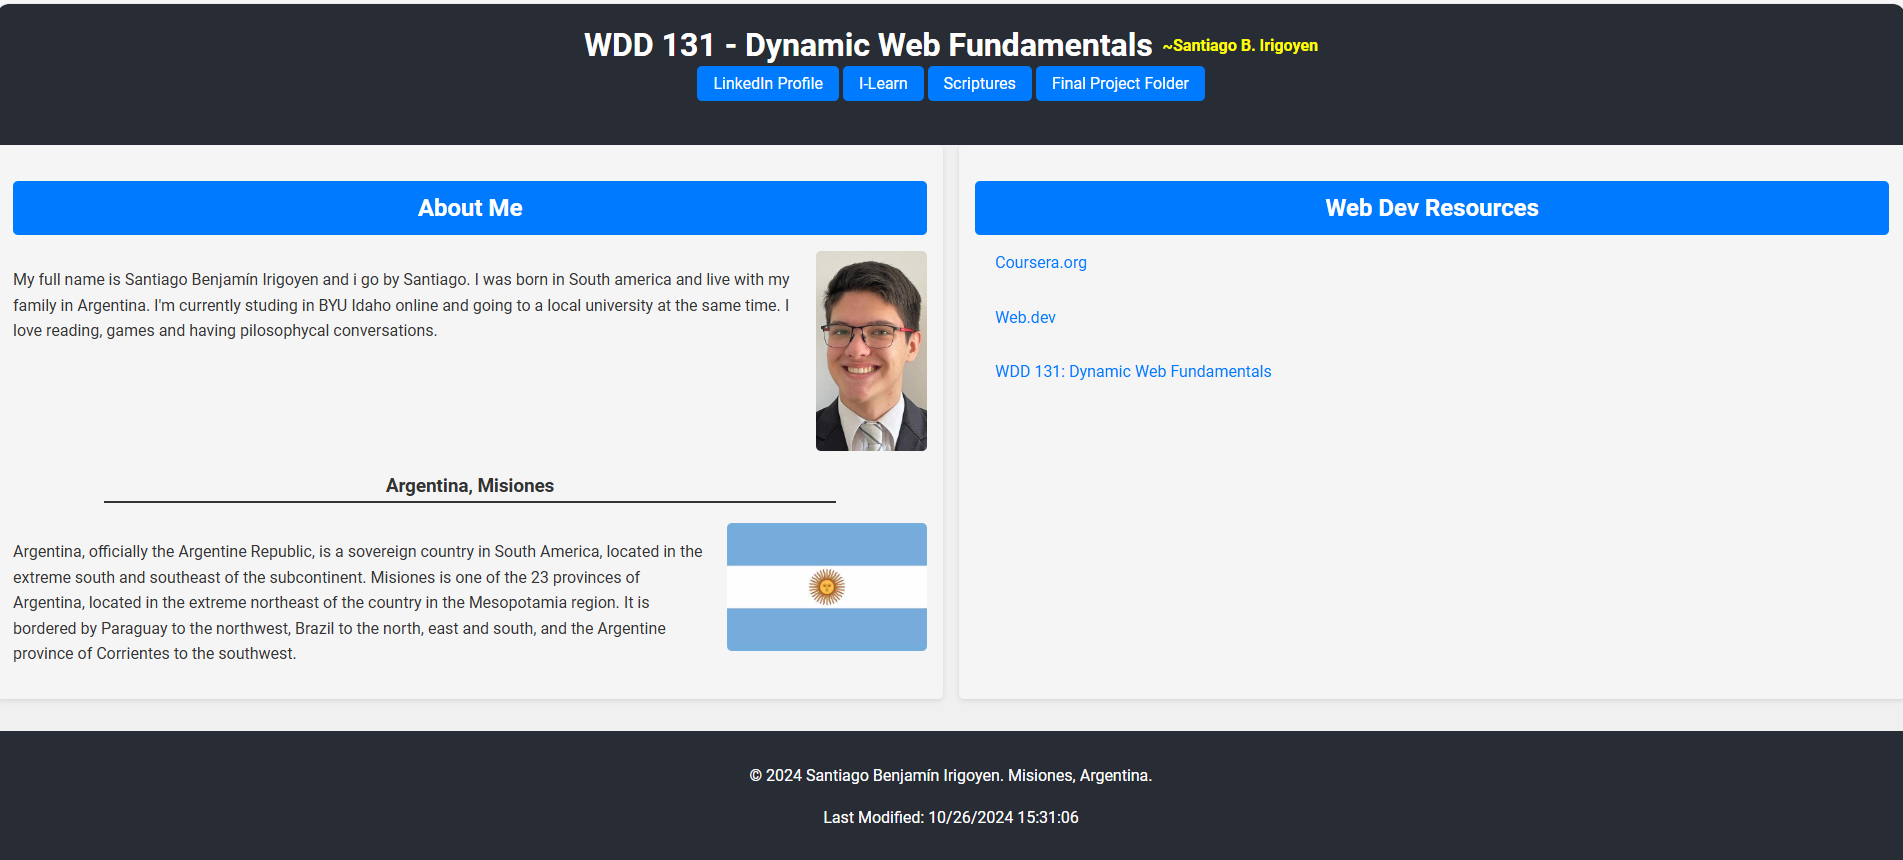 WDD 131 - Dynamic Web Fundamentals ~Santiago B. Irigoyen
LinkedIn Profile I-Learn Scriptures Final Project Folder
About Me
My full name is Santiago Benjamín Irigoyen and i go by Santiago. I was born in South america and live with my
family in Argentina. I'm currently studing in BYU Idaho online and going to a local university at the same time. I
love reading, games and having pilosophycal conversations.
Argentina, Misiones
Argentina, officially the Argentine Republic, is a sovereign country in South America, located in the
extreme south and southeast of the subcontinent. Misiones is one of the 23 provinces of
Argentina, located in the extreme northeast of the country in the Mesopotamia region. It is
bordered by Paraguay to the northwest, Brazil to the north, east and south, and the Argentine
province of Corrientes to the southwest.
Web Dev Resources
Coursera.org
Web.dev
WDD 131: Dynamic Web Fundamentals
© 2024 Santiago Benjamín Irigoyen. Misiones, Argentina.
Last Modified: 10/26/2024 15:31:06